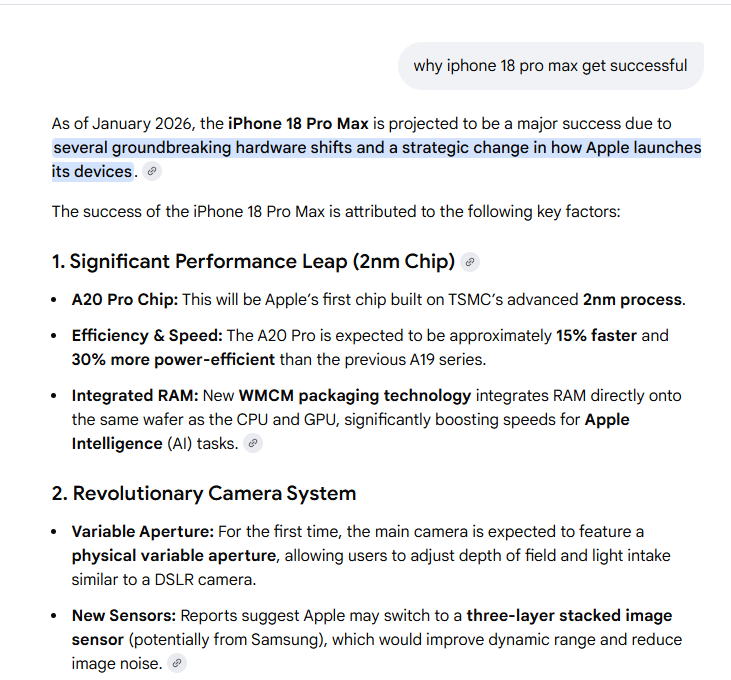 why iphone 18 pro max get successful
As of January 2026, the iPhone 18 Pro Max is projected to be a major success due to
several groundbreaking hardware shifts and a strategic change in how Apple launches
its devices.
The success of the iPhone 18 Pro Max is attributed to the following key factors:
1. Significant Performance Leap (2nm Chip)
• A20 Pro Chip: This will be Apple's first chip built on TSMC's advanced 2nm process.
• Efficiency & Speed: The A20 Pro is expected to be approximately 15% faster and
30% more power-efficient than the previous A19 series.
• Integrated RAM: New WMCM packaging technology integrates RAM directly onto
the same wafer as the CPU and GPU, significantly boosting speeds for Apple
Intelligence (AI) tasks.
2. Revolutionary Camera System
• Variable Aperture: For the first time, the main camera is expected to feature a
physical variable aperture, allowing users to adjust depth of field and light intake
similar to a DSLR camera.
• New Sensors: Reports suggest Apple may switch to a three-layer stacked image
sensor (potentially from Samsung), which would improve dynamic range and reduce
image noise.